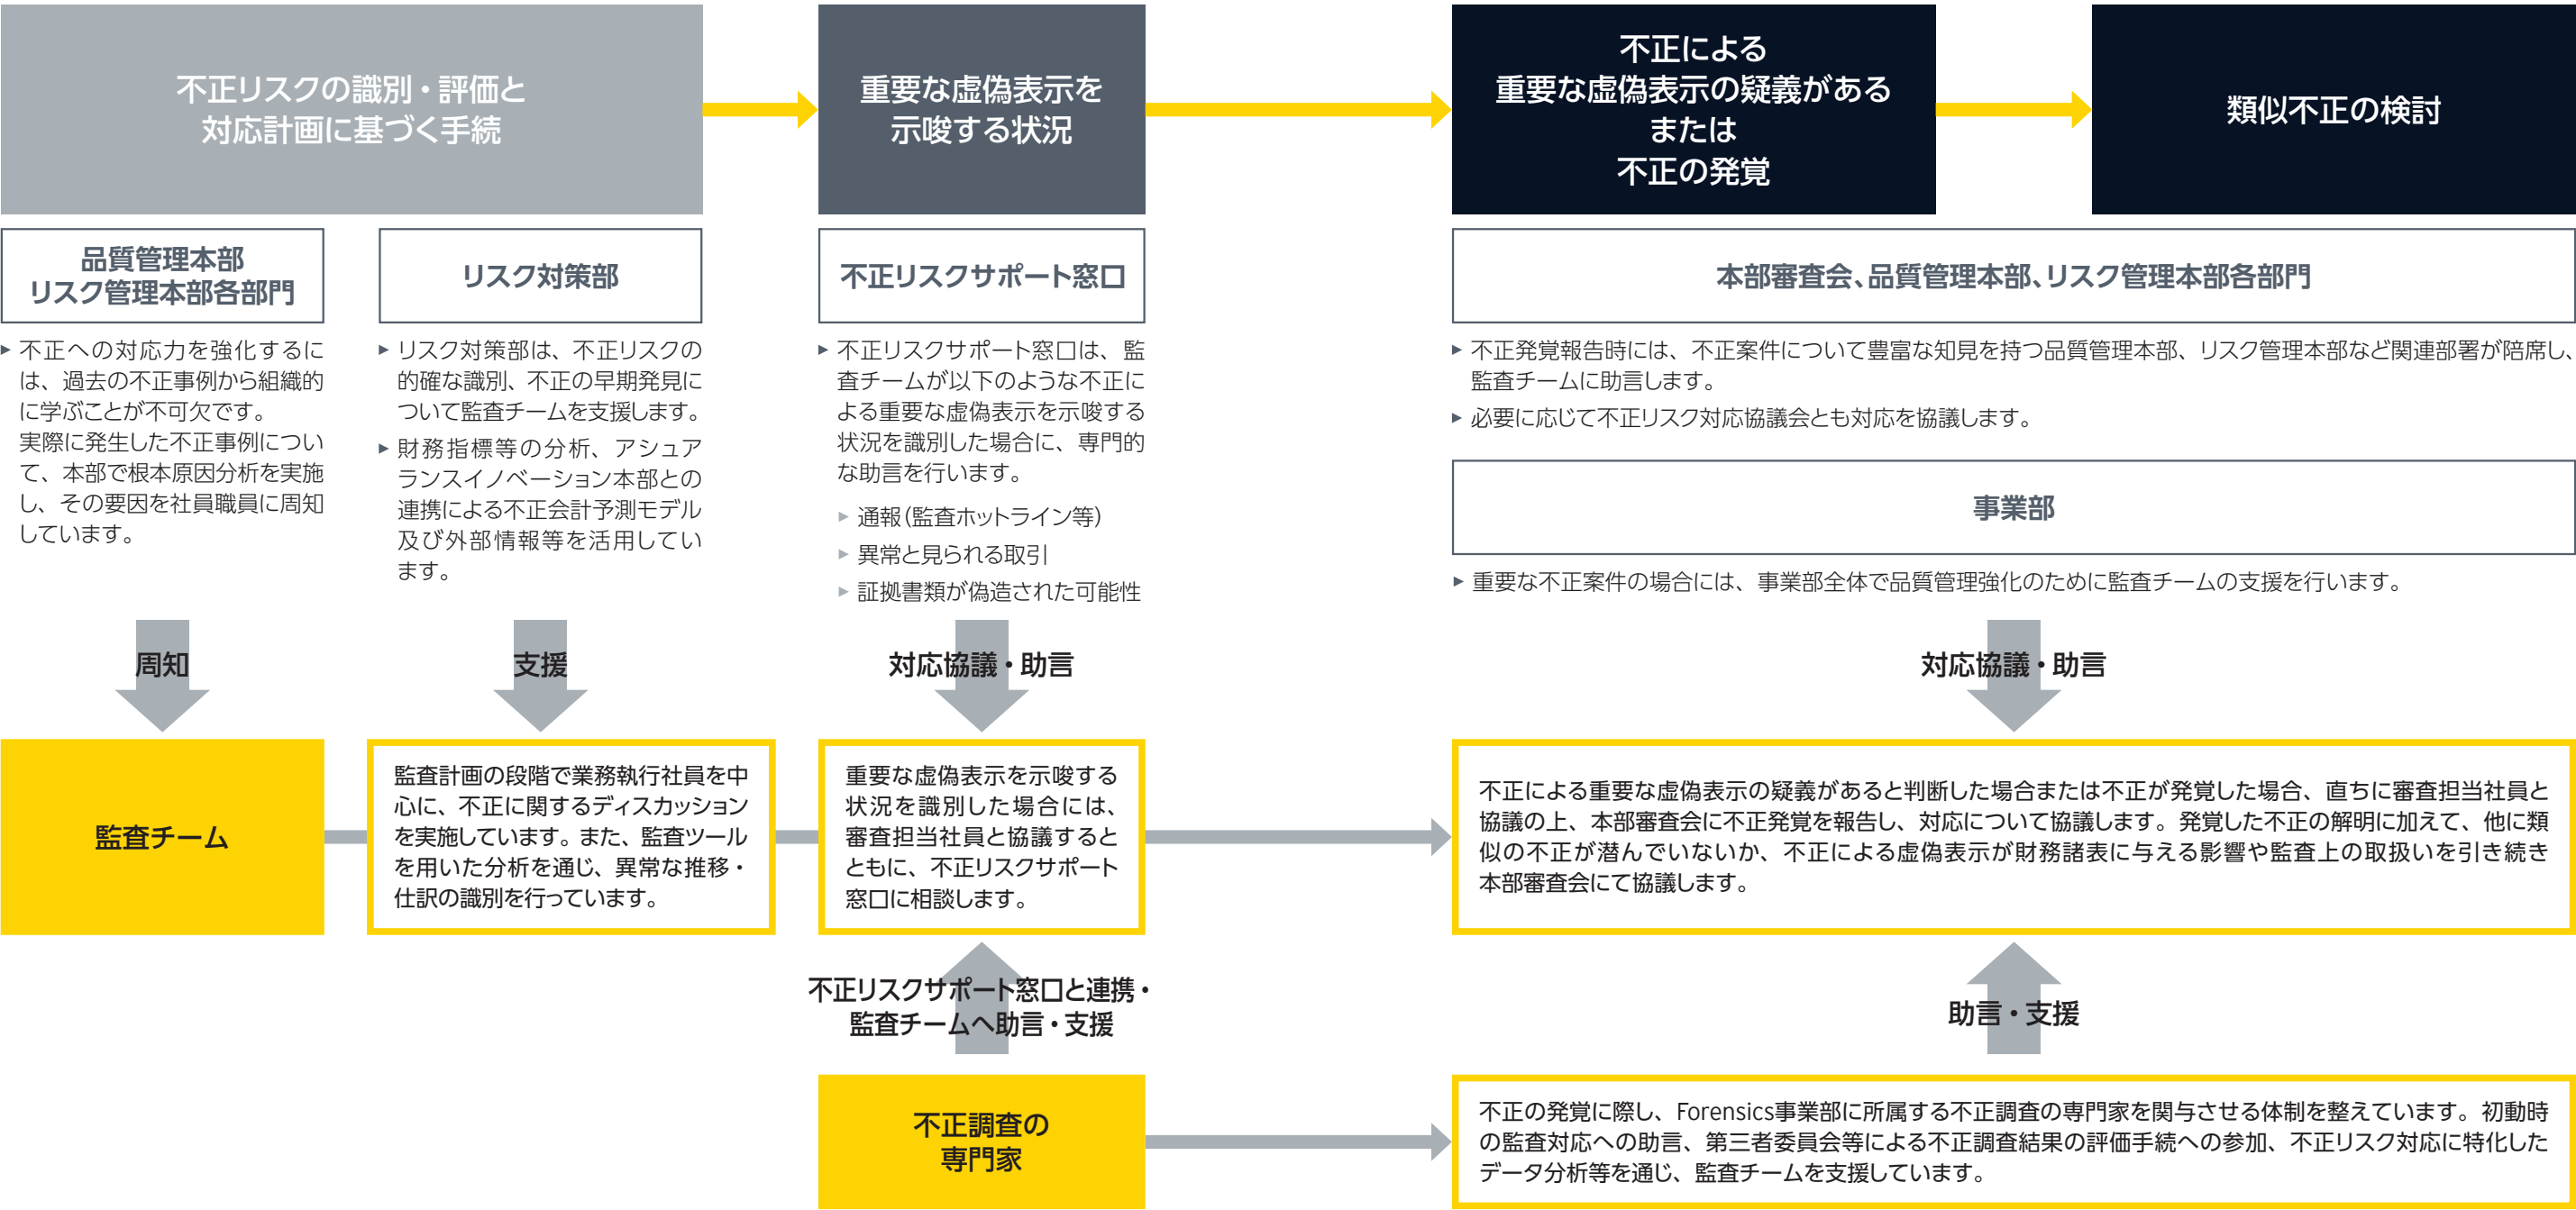 不正リスクの識別・評価と
対応計画に基づく手続
重要な虚偽表示を
示唆する状況
不正による
重要な虚偽表示の疑義がある
または
不正の発覚
類似不正の検討
品質管理本部
リスク管理本部各部門
▶ 不正への対応力を強化するに
は、過去の不正事例から組織的
に学ぶことが不可欠です。
実際に発生した不正事例につい
て、本部で根本原因分析を実施
し、その要因を社員職員に周知
しています。
リスク対策部
▶ リスク対策部は、不正リスクの
的確な識別、不正の早期発見に
ついて監査チームを支援します。
▶ 財務指標等の分析、アシュア
ランスイノベーション本部との
連携による不正会計予測モデル
及び外部情報等を活用してい
ます。
不正リスクサポート窓口
▶ 不正リスクサポート窓口は、監
査チームが以下のような不正に
よる重要な虚偽表示を示唆する
状況を識別した場合に、専門的
な助言を行います。
▶ 通報(監査ホットライン等)
▶ 異常と見られる取引
▶ 証拠書類が偽造された可能性
本部審査会、品質管理本部、リスク管理本部各部門
▶ 不正発覚報告時には、不正案件について豊富な知見を持つ品質管理本部、リスク管理本部など関連部署が陪席し、
監査チームに助言します。
▶ 必要に応じて不正リスク対応協議会とも対応を協議します。
事業部
▶ 重要な不正案件の場合には、事業部全体で品質管理強化のために監査チームの支援を行います。
周知
支援
対応協議・助言
対応協議・助言
監査チーム
監査計画の段階で業務執行社員を中
心に、不正に関するディスカッション
を実施しています。また、監査ツール
を用いた分析を通じ、異常な推移・
仕訳の識別を行っています。
重要な虚偽表示を示唆する
状況を識別した場合には、
審査担当社員と協議すると
ともに、不正リスクサポート
窓口に相談します。
不正による重要な虚偽表示の疑義があると判断した場合または不正が発覚した場合、直ちに審査担当社員と
協議の上、本部審査会に不正発覚を報告し、対応について協議します。発覚した不正の解明に加えて、他に類
似の不正が潜んでいないか、不正による虚偽表示が財務諸表に与える影響や監査上の取扱いを引き続き
本部審査会にて協議します。
不正リスクサポート窓口と連携・
監査チームへ助言・支援
助言・支援
不正調査の
専門家
不正の発覚に際し、Forensics事業部に所属する不正調査の専門家を関与させる体制を整えています。初動時
の監査対応への助言、第三者委員会等による不正調査結果の評価手続への参加、不正リスク対応に特化した
データ分析等を通じ、監査チームを支援しています。